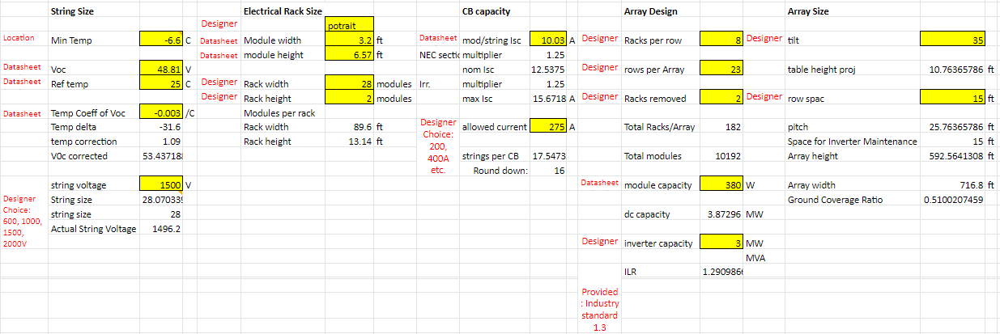 String Size Electrical Rack Size CB capacity Array Design Array Size
Designer potrait
Location Min Temp -6.6 C Datasheet Module width 3.2 ft Datasheet mod/string Isc 10.03 A Designer Racks per row 8 Designer tilt 35
Datasheet module height 6.57 ft NEC sectic multiplier 1.25
Datasheet Voc 48.81 V nom Isc 12.5375 Designer rows per Array 23 table height proj 10.76365786 ft
Datasheet Ref temp 25 C Designer Rack width 28 modules Irr. multiplier 1.25
Designer Rack height 2 modules max Isc 15.6718 A Designer Racks removed 2 Designer row spac 15 ft
Datasheet Temp Coeff of Voc -0.003 /C Modules per rack
Temp delta -31.6 Rack width 89.6 ft Designer Choice: 200, 400A etc. allowed current 275 A Total Racks/Array 182 pitch 25.76365786 ft
temp correction 1.09 Rack height 13.14 ft Space for Inverter Maintenance 15 ft
V0c corrected 53.43718 strings per CB 17.5473 Total modules 10192 Array height 592.5641308 ft
Round down: 16
string voltage 1500 V Datasheet module capacity 380 W Array width 716.8 ft
Designer Choice: 600, 1000, 1500, 2000V String size 28.07033 Ground Coverage Ratio 0.5100207459
string size 28 dc capacity 3.87296 MW
Actual String Voltage 1496.2
Designer inverter capacity 3 MW
MVA
ILR 1.290986
Provided
: Industry
standard
1.3